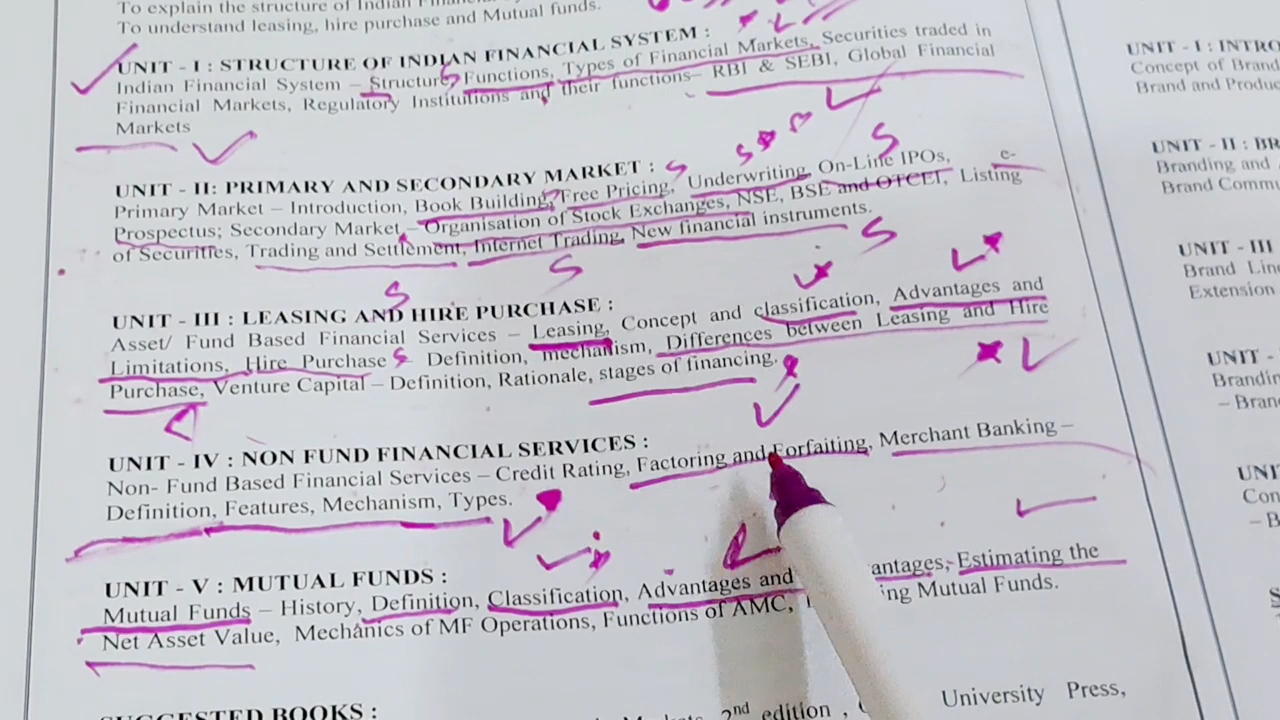 To explain the structure of Indian
To understand leasing, hire purchase and Mutual funds.
UNIT - I : STRUCTURE OF INDIAN FINANCIAL SYSTEM :
Indian Financial System – Structure, Functions, Types of Financial Markets, Securities traded in
Financial Markets, Regulatory Institutions and their functions– RBI & SEBI, Global Financial
Markets
UNIT - II: PRIMARY AND SECONDARY MARKET :
Primary Market – Introduction, Book Building, Free Pricing, Underwriting, On-Line IPOs, e-
Prospectus; Secondary Market – Organisation of Stock Exchanges, NSE, BSE and OTCEI, Listing
of Securities, Trading and Settlement, Internet Trading, New financial instruments.
UNIT - III : LEASING AND HIRE PURCHASE :
Asset/ Fund Based Financial Services – Leasing, Concept and classification, Advantages and
Limitations, Hire Purchase – Definition, mechanism, Differences between Leasing and Hire
Purchase, Venture Capital – Definition, Rationale, stages of financing.
UNIT - IV : NON FUND FINANCIAL SERVICES :
Non- Fund Based Financial Services – Credit Rating, Factoring and Forfaiting, Merchant Banking –
Definition, Features, Mechanism, Types.
UNIT - V : MUTUAL FUNDS :
Mutual Funds – History, Definition, Classification, Advantages and antages, Estimating the
Net Asset Value, Mechanics of MF Operations, Functions of AMC, ing Mutual Funds.
SUGGESTED BOOKS :
2nd edition , University Press,
UNIT - I : INTRO
Concept of Brand
Brand and Produc
UNIT - II : BR
Branding and
Brand Commu
UNIT - III
Brand Line
Extension
UNIT -
Brandin
– Bran
UNI
Con
– B